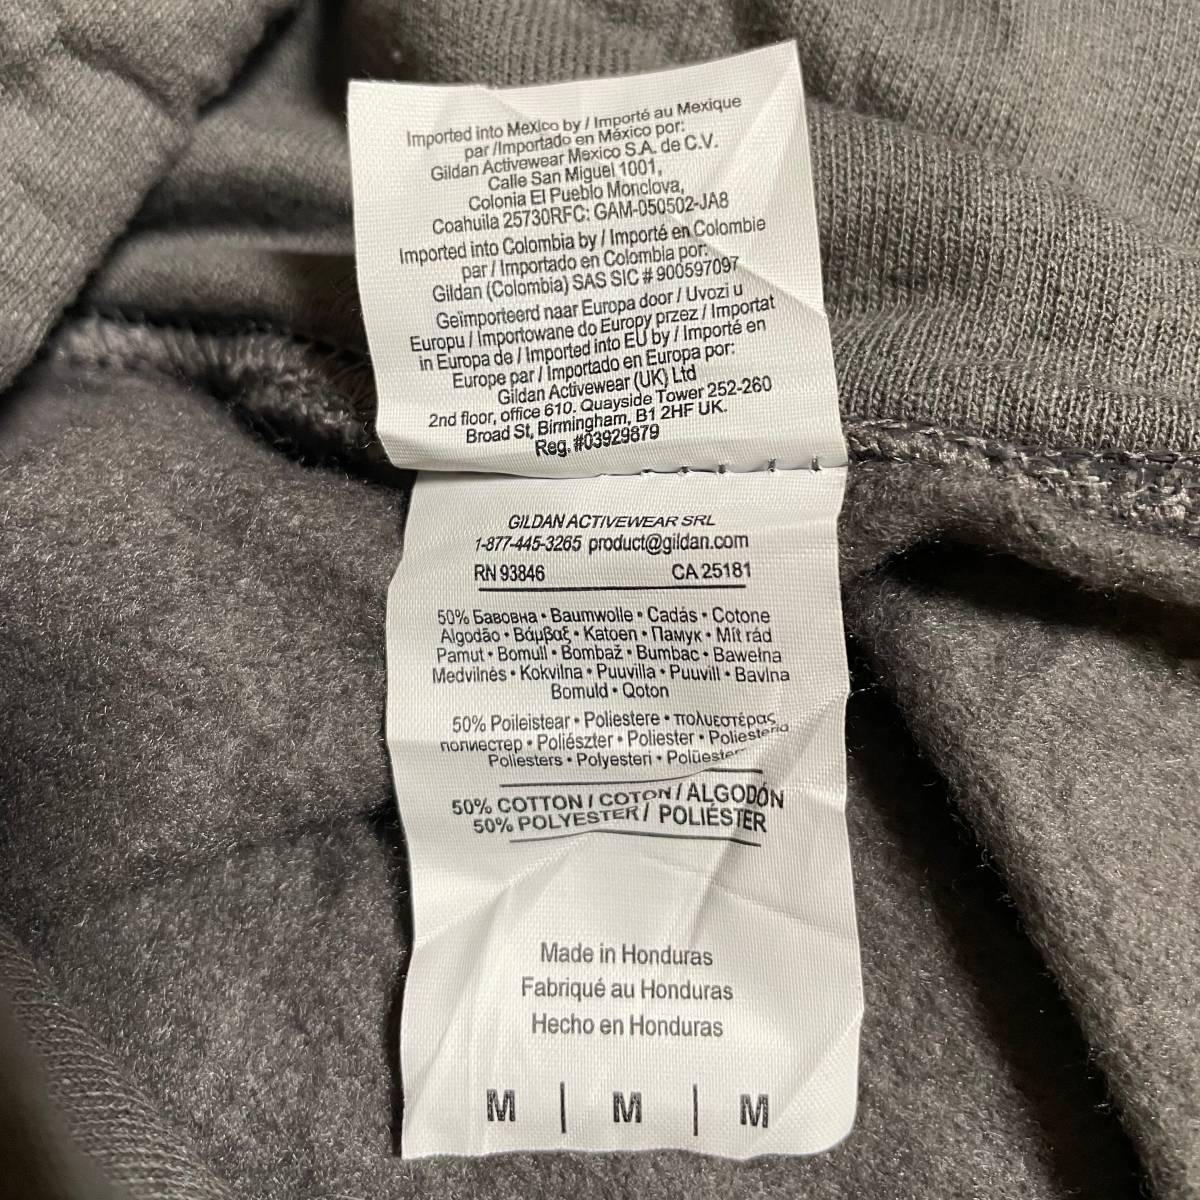 Imported into Mexico by / Importé au Mexique
par /Importado en México por:
Gildan Activewear Mexico S.A. de C.V.
Calle San Miguel 1001,
Colonia El Pueblo Monclova,
Coahuila 25730RFC: GAM-050502-JA8
Imported into Colombia by / Importé en Colombie
par / Importado en Colombia por:
Gildan (Colombia) SAS SIC # 900597097
Geïmporteerd naar Europa door / Uvozi u
Europu / Importowane do Europy przez / Importat
in Europa de / Imported into EU by / Importé en
Europe par / Importado en Europa por:
Gildan Activewear (UK) Ltd
2nd floor, office 610. Quayside Tower 252-260
Broad St, Birmingham, B1 2HF UK.
Reg. #03929879
GILDAN ACTIVEWEAR SRL
1-877-445-3265 product@gildan.com
RN 93846 CA 25181
50% Бавовна • Baumwolle • Cadás • Cotone
Algodão • Βάμβαξ • Katoen • Памук • Mít rád
Pamut • Bomull • Bombaž • Bumbac • Bawełna
Medvilnės • Kokvilna • Puuvilla • Puuvill • Bavlna
Bomuld • Qoton
50% Poileistear • Poliestere • πολυεστέρας
полиестер • Poliészter • Poliester • Poliesteria
Poliesters • Polyesteri • Polüester
50% COTTON / COTON / ALGODÓN
50% POLYESTER / POLIÉSTER
Made in Honduras
Fabriqué au Honduras
Hecho en Honduras
M | M | M